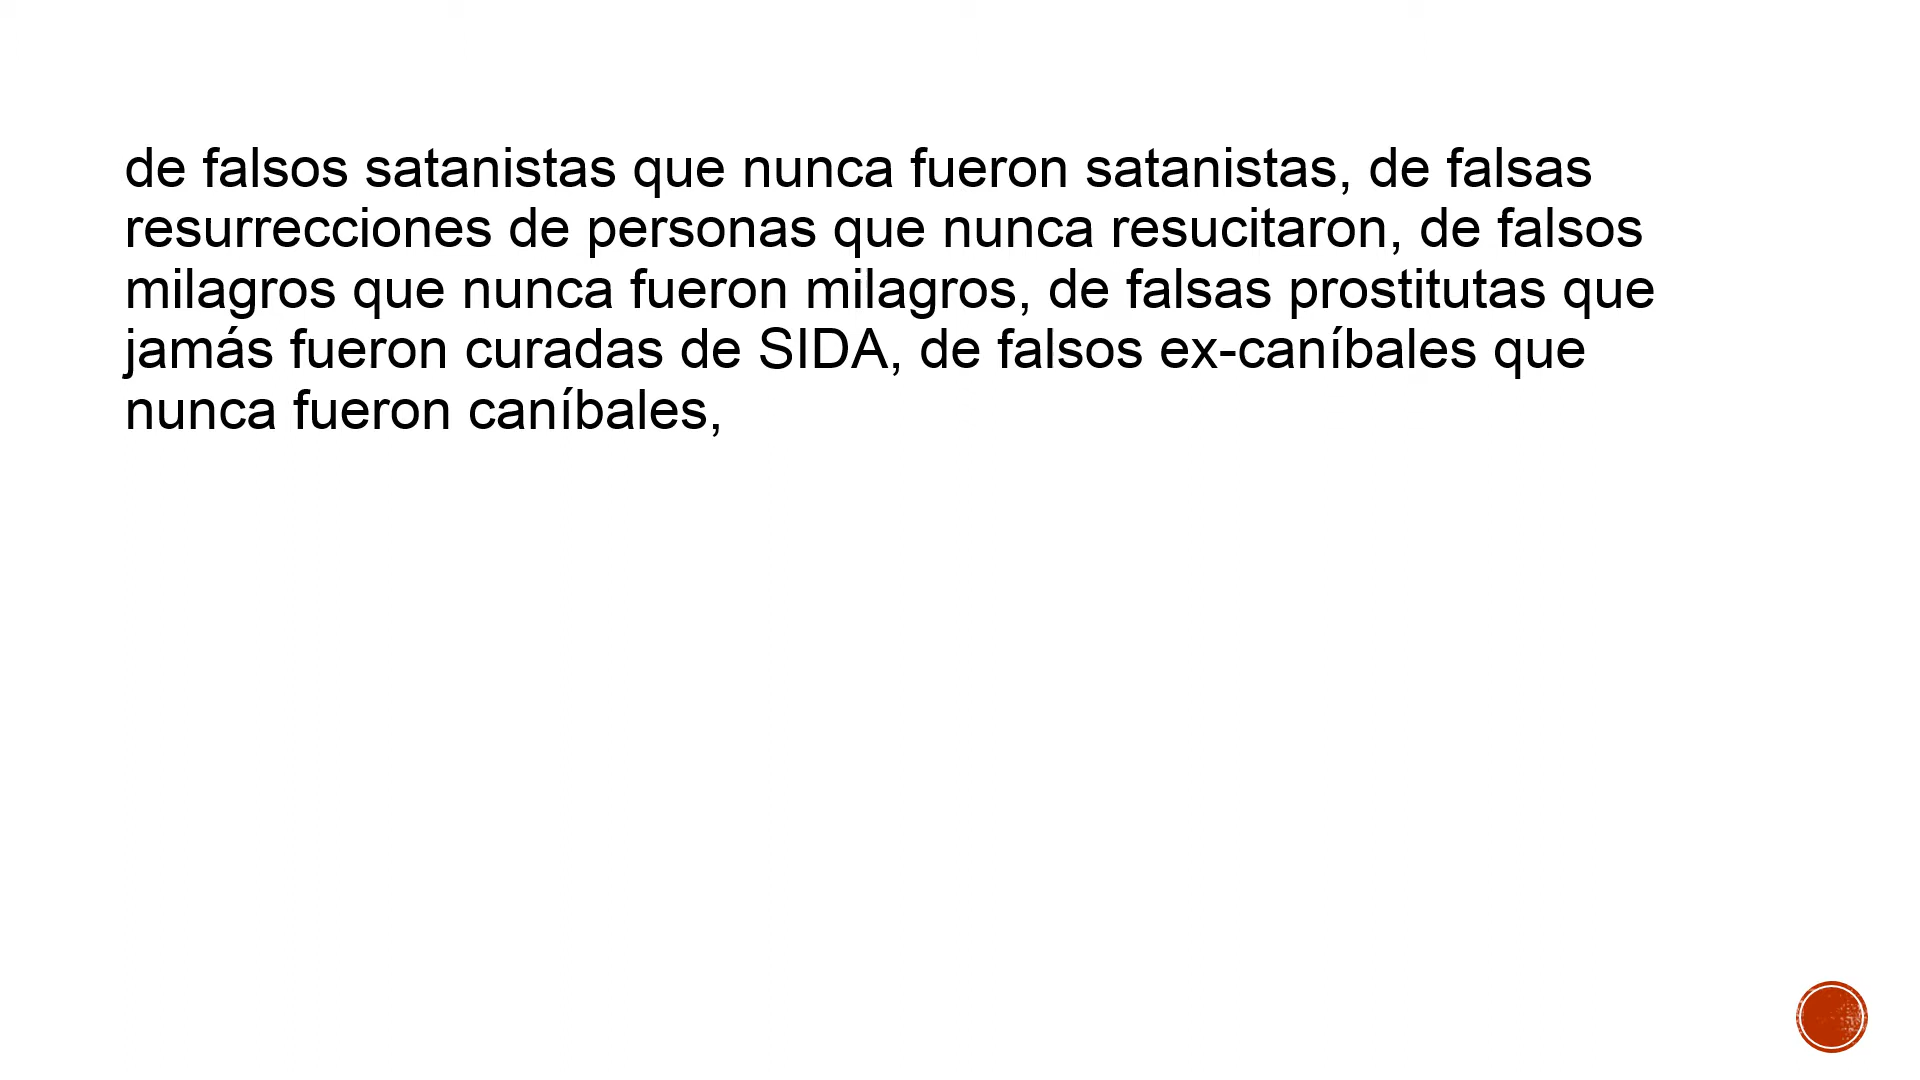 de falsos satanistas que nunca fueron satanistas, de falsas
resurrecciones de personas que nunca resucitaron, de falsos
milagros que nunca fueron milagros, de falsas prostitutas que
jamás fueron curadas de SIDA, de falsos ex-caníbales que
nunca fueron caníbales,